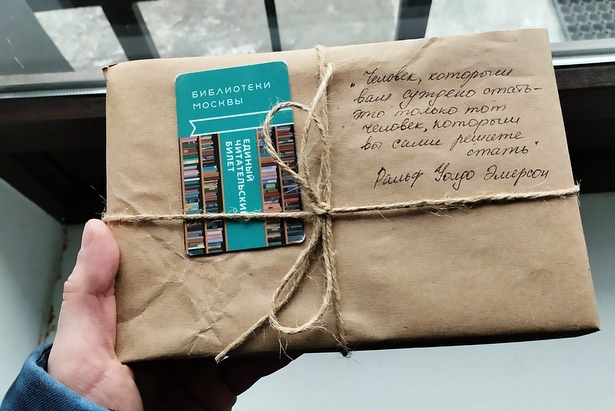 БИБЛИОТЕКИ
МОСКВЫ
ЕДИНЫЙ
ЧИТАТЕЛЬСКИЙ
БИЛЕТ
"Человек, которым
вам суждено стать -
это только тот
человек, которым
вы сами решете
стать"
Ральф Уолдо Эмерсон